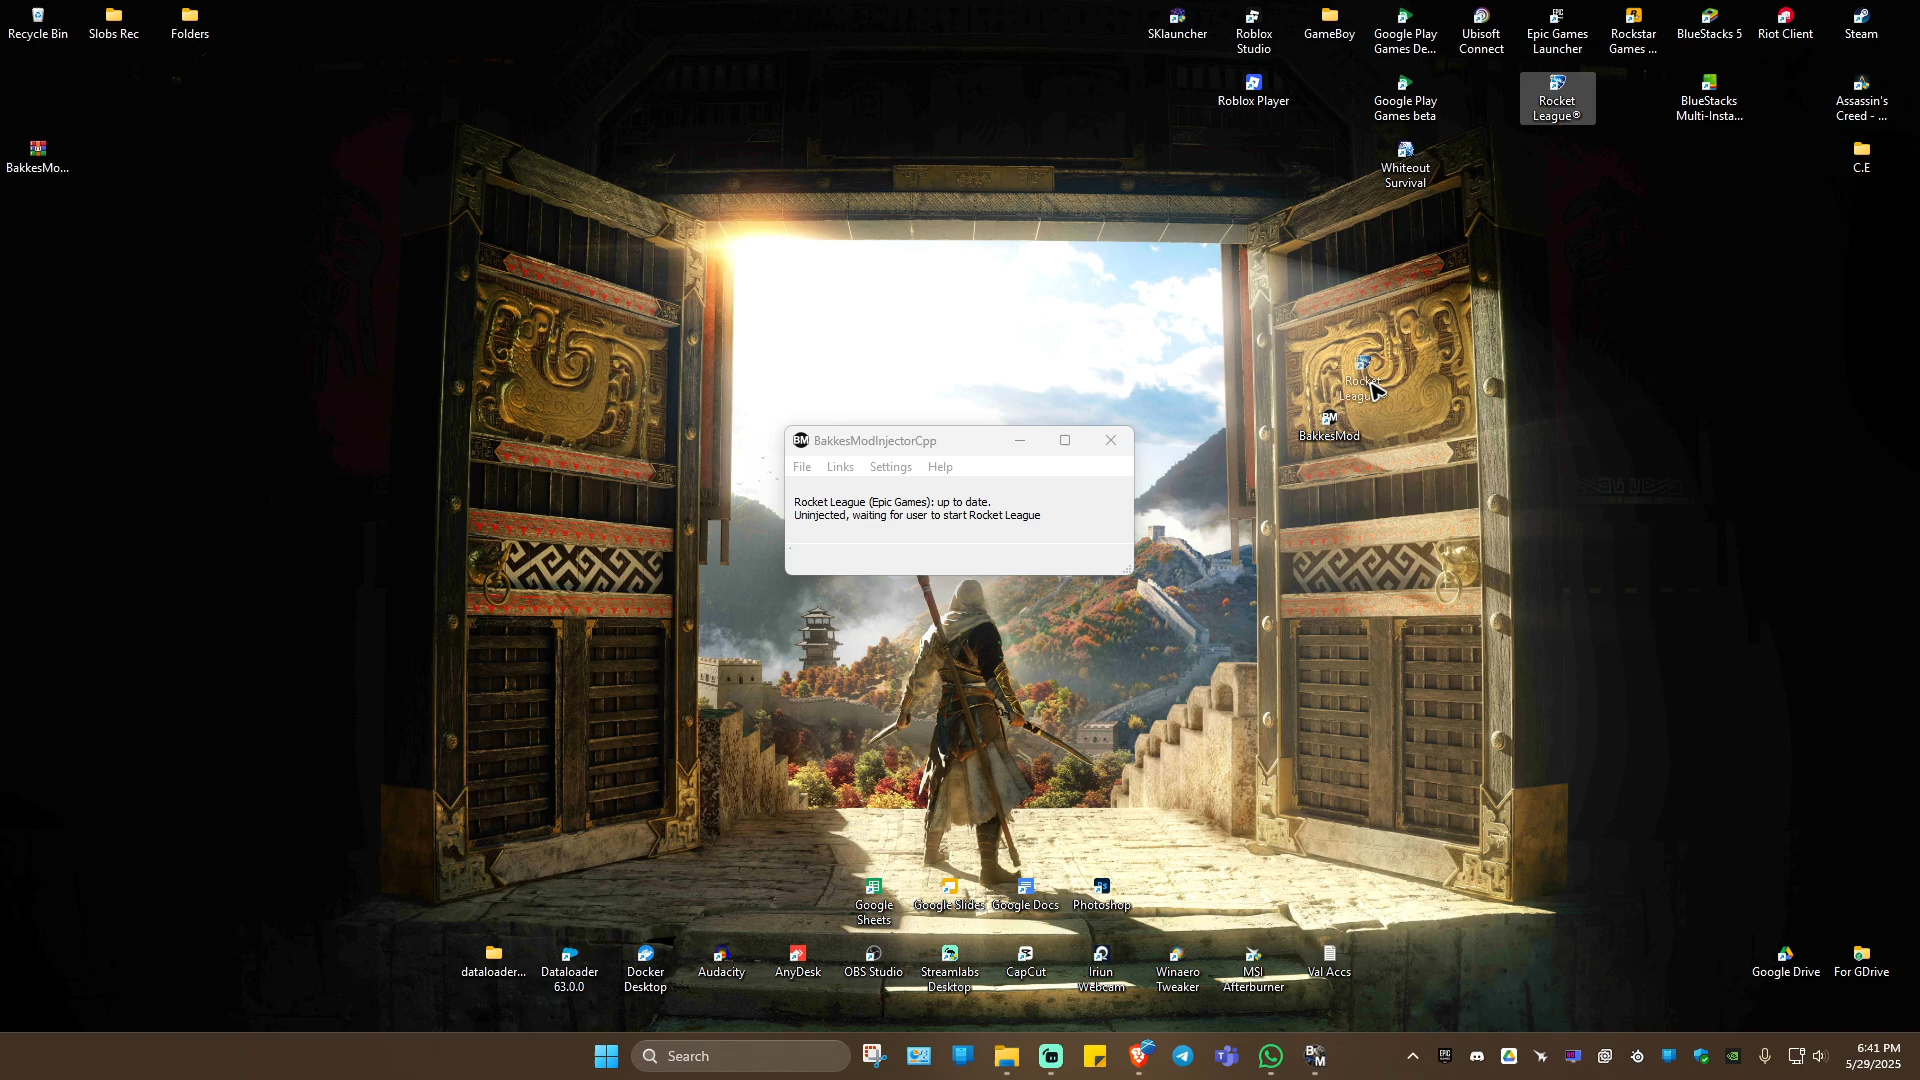 Recycle Bin
Slobs Rec
Folders
SKlauncher
Roblox
Studio
GameBoy
Google Play
Games De...
Ubisoft
Connect
Epic Games
Launcher
Rockstar
Games ...
BlueStacks 5
Riot Client
Steam
Roblox Player
Google Play
Games beta
Rocket
League®
BlueStacks
Multi-Insta...
Assassin's
Creed - ...
BakkesMo...
Whiteout
Survival
C.E
Rocket
League
BM
BakkesMod
BM BakkesModInjectorCpp
File Links Settings Help
Rocket League (Epic Games): up to date.
Uninjected, waiting for user to start Rocket League
Google
Sheets
Google Slides
Google Docs
Photoshop
dataloader...
Dataloader
63.0.0
Docker
Desktop
Audacity
AnyDesk
OBS Studio
Streamlabs
Desktop
CapCut
Iriun
Webcam
Winaero
Tweaker
MSI
Afterburner
Val Accs
Google Drive
For GDrive
Search
6:41 PM
5/29/2025